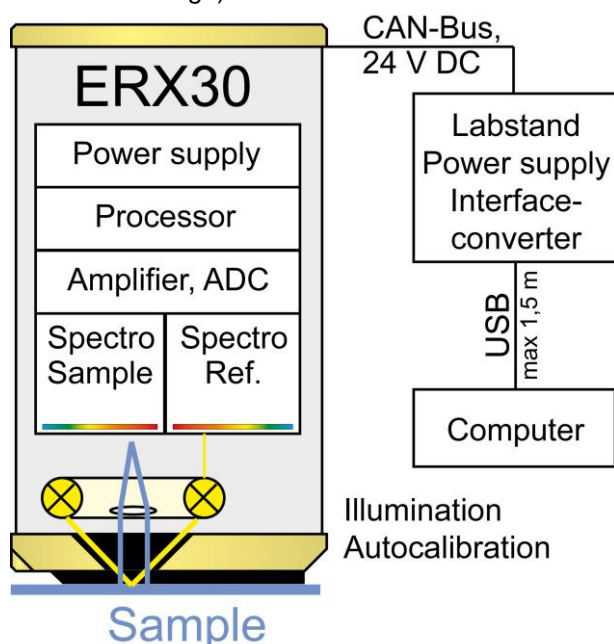 CAN-Bus,
24 V DC
ERX30
Power supply
Processor
Amplifier, ADC
Spectro
Sample
Spectro
Ref.
Labstand
Power supply
Interface-
converter
USB
max 1,5 m
Computer
Illumination
Autocalibration
Sample